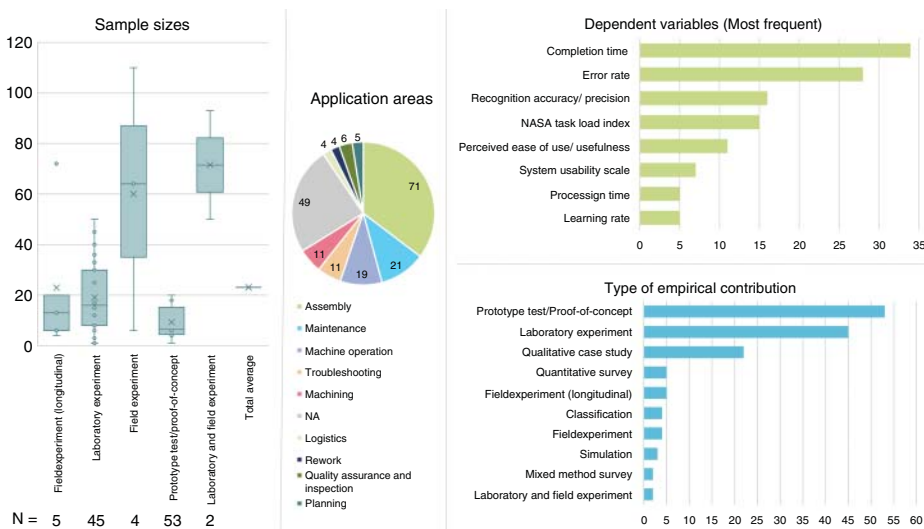 Sample sizes
120
100
80
60
40
20
0
Fieldexperiment (longitudinal)
Laboratory experiment
Field experiment
Prototype test/proof-of-concept
Laboratory and field experiment
Total average
N = 5 45 4 53 2
Application areas
4 4 6 5
71
49
11
11
19
21
Assembly
Maintenance
Machine operation
Troubleshooting
Machining
NA
Logistics
Rework
Quality assurance and
inspection
Planning
Dependent variables (Most frequent)
Completion time
Error rate
Recognition accuracy/ precision
NASA task load index
Perceived ease of use/ usefulness
System usability scale
Processign time
Learning rate
0 5 10 15 20 25 30 35
Type of empirical contribution
Prototype test/Proof-of-concept
Laboratory experiment
Qualitative case study
Quantitative survey
Fieldexperiment (longitudinal)
Classification
Fieldexperiment
Simulation
Mixed method survey
Laboratory and field experiment
0 5 10 15 20 25 30 35 40 45 50 55 60